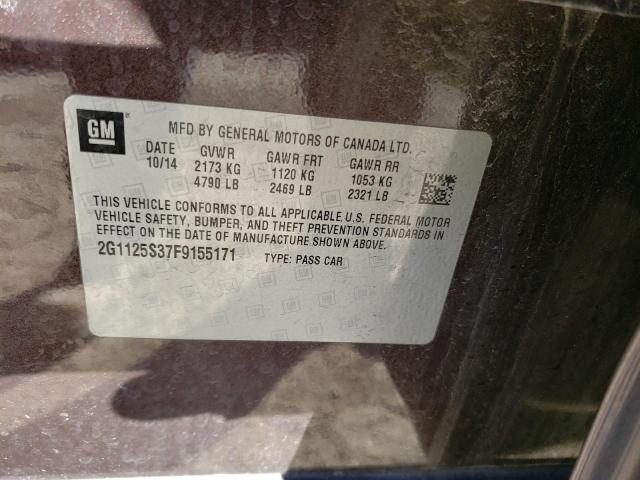 GM
MFD BY GENERAL MOTORS OF CANADA LTD.
DATE GVWR GAWR FRT GAWR RR
10/14 2173 KG 1120 KG 1053 KG
4790 LB 2469 LB 2321 LB
THIS VEHICLE CONFORMS TO ALL APPLICABLE U.S. FEDERAL MOTOR
VEHICLE SAFETY, BUMPER, AND THEFT PREVENTION STANDARDS IN
EFFECT ON THE DATE OF MANUFACTURE SHOWN ABOVE.
2G1125S37F9155171 TYPE: PASS CAR